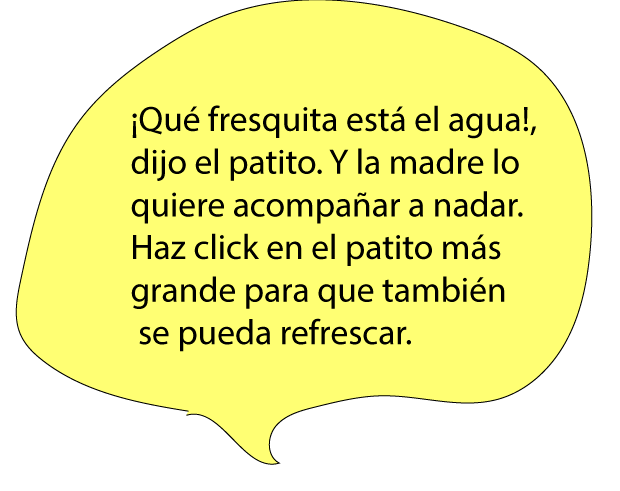 ¡Qué fresquita está el agua!,
dijo el patito. Y la madre lo
quiere acompañar a nadar.
Haz click en el patito más
grande para que también
se pueda refrescar.